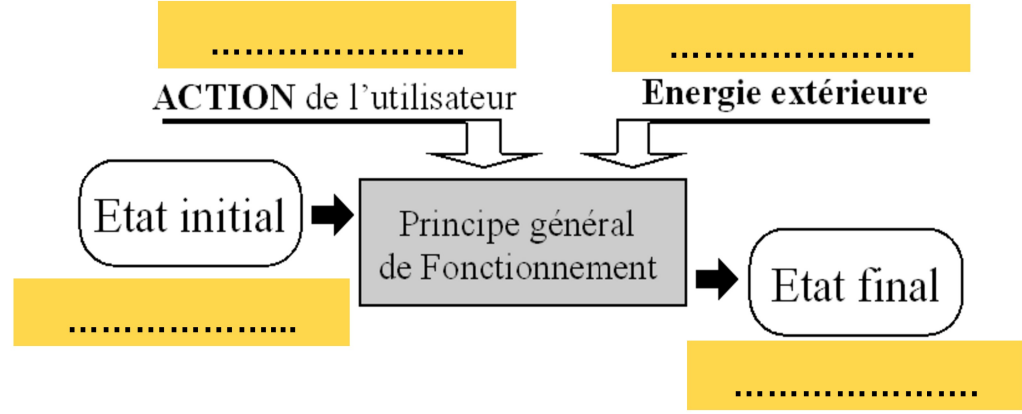 ........................
ACTION de l'utilisateur
........................
Energie extérieure
Etat initial
......................
Principe général
de Fonctionnement
Etat final
........................